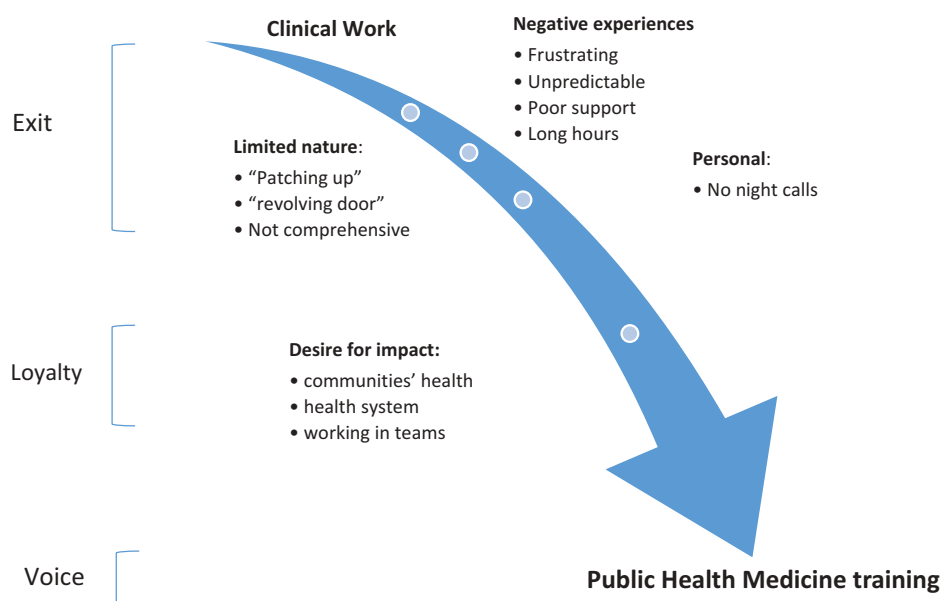 Clinical Work
Negative experiences
• Frustrating
• Unpredictable
• Poor support
• Long hours
Exit
Limited nature:
• “Patching up”
• “revolving door”
• Not comprehensive
Personal:
• No night calls
Loyalty
Desire for impact:
• communities’ health
• health system
• working in teams
Voice
Public Health Medicine training